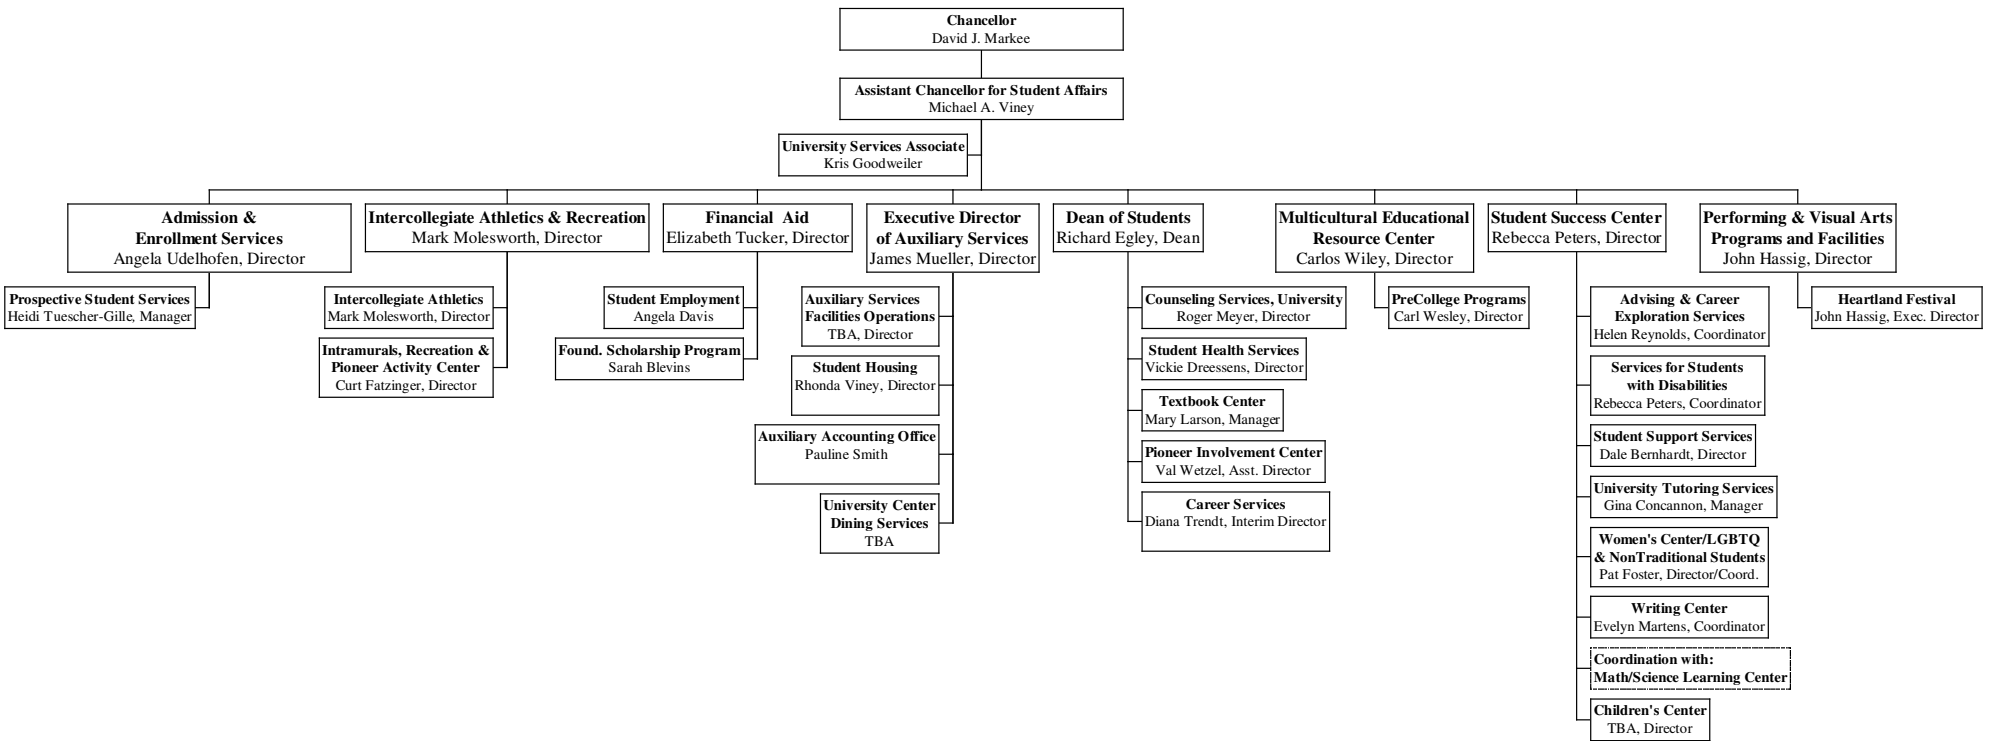 Chancellor
David J. Markee
Assistant Chancellor for Student Affairs
Michael A. Viney
University Services Associate
Kris Goodweiler
Admission &
Enrollment Services
Angela Udelhofen, Director
Prospective Student Services
Heidi Tuescher-Gille, Manager
Intercollegiate Athletics & Recreation
Mark Molesworth, Director
Intercollegiate Athletics
Mark Molesworth, Director
Intramurals, Recreation &
Pioneer Activity Center
Curt Fatzinger, Director
Financial Aid
Elizabeth Tucker, Director
Student Employment
Angela Davis
Found. Scholarship Program
Sarah Blevins
Executive Director
of Auxiliary Services
James Mueller, Director
Auxiliary Services
Facilities Operations
TBA, Director
Student Housing
Rhonda Viney, Director
Auxiliary Accounting Office
Pauline Smith
University Center
Dining Services
TBA
Dean of Students
Richard Egley, Dean
Counseling Services, University
Roger Meyer, Director
Student Health Services
Vickie Dreessens, Director
Textbook Center
Mary Larson, Manager
Pioneer Involvement Center
Val Wetzel, Asst. Director
Career Services
Diana Trendt, Interim Director
Multicultural Educational
Resource Center
Carlos Wiley, Director
PreCollege Programs
Carl Wesley, Director
Student Success Center
Rebecca Peters, Director
Advising & Career
Exploration Services
Helen Reynolds, Coordinator
Services for Students
with Disabilities
Rebecca Peters, Coordinator
Student Support Services
Dale Bernhardt, Director
University Tutoring Services
Gina Concannon, Manager
Women's Center/LGBTQ
& NonTraditional Students
Pat Foster, Director/Coord.
Writing Center
Evelyn Martens, Coordinator
Coordination with:
Math/Science Learning Center
Children's Center
TBA, Director
Performing & Visual Arts
Programs and Facilities
John Hassig, Director
Heartland Festival
John Hassig, Exec. Director